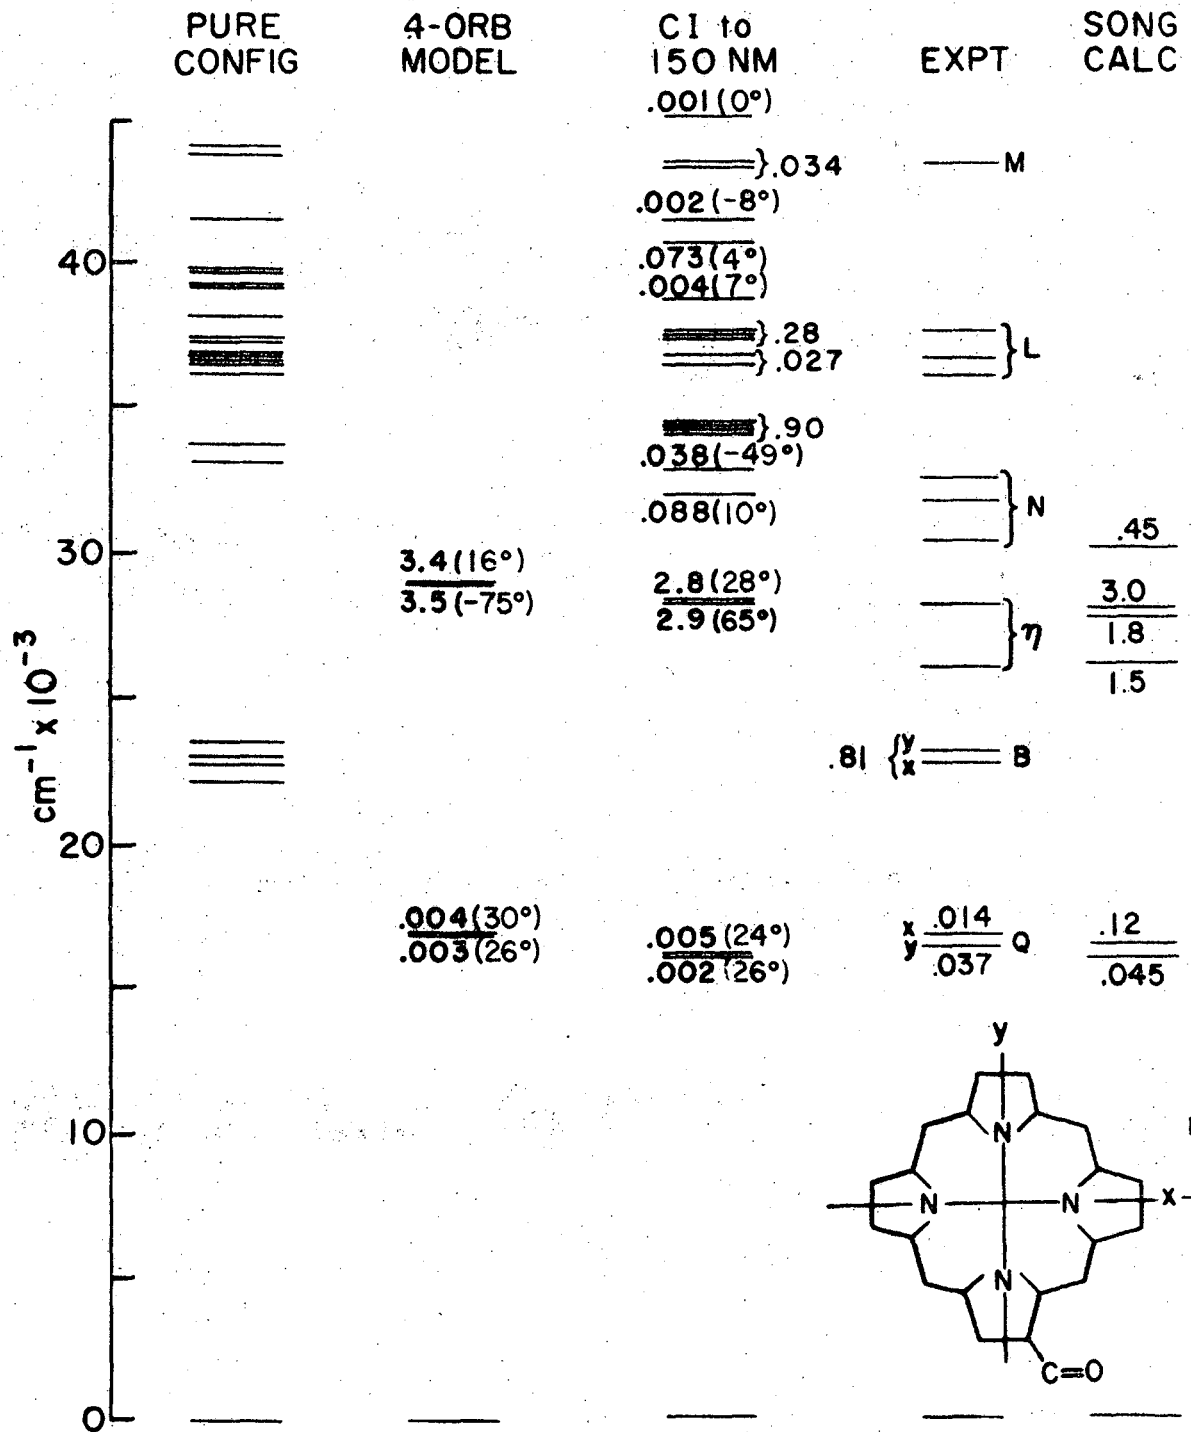 PURE CONFIG
4-ORB MODEL
CI to 150 NM
EXPT
SONG CALC
cm⁻¹ x 10⁻³
40
30
20
10
0
3.4 (16°)
3.5 (-75°)
.004 (30°)
.003 (26°)
.001 (0°)
}.034
.002 (-8°)
.073 (4°)
.004 (7°)
}.28
}.027
}.90
.038 (-49°)
.088 (10°)
2.8 (28°)
2.9 (65°)
.005 (24°)
.002 (26°)
M
}L
}N
}η
.81 {y x B
x .014
y .037 Q
.45
3.0
1.8
1.5
.12
.045
y
N
N N x
N
C=O